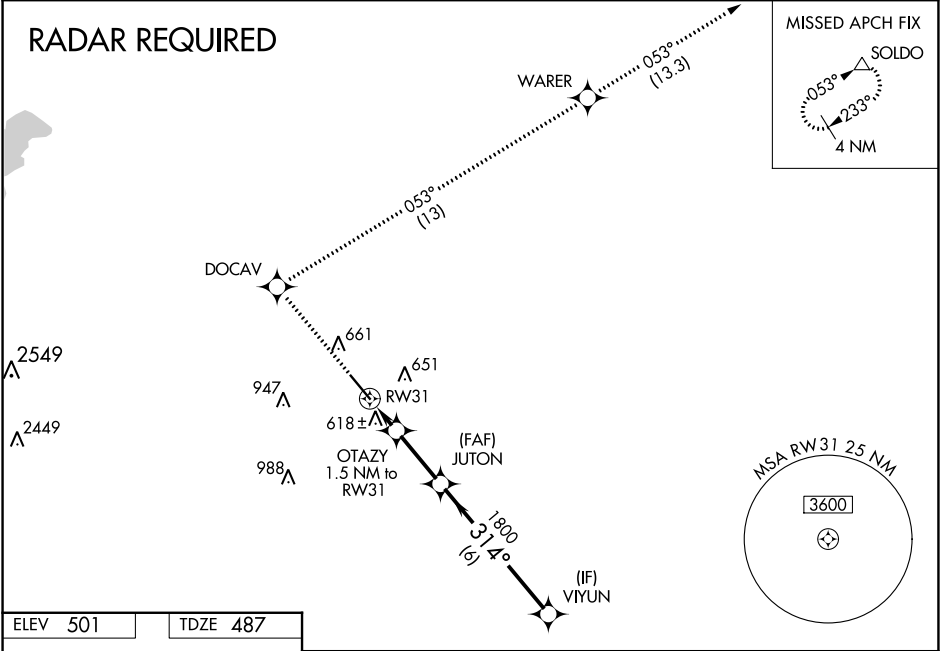 RADAR REQUIRED
MISSED APCH FIX
SOLDO
053°
233°
4 NM
053°
(13.3)
WARER
053°
(13)
DOCAV
661
651
2549
947
RW31
618±
2449
OTAZY
1.5 NM to
RW31
(FAF)
JUTON
988
MSA RW31 25 NM
3600
1800
314°
(6)
(IF)
VIYUN
ELEV 501
TDZE 487